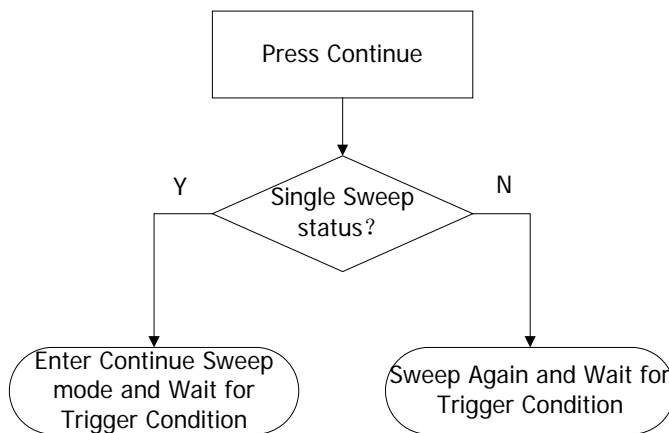 Press Continue
Y
N
Single Sweep
status？
Enter Continue Sweep
mode and Wait for
Trigger Condition
Sweep Again and Wait for
Trigger Condition